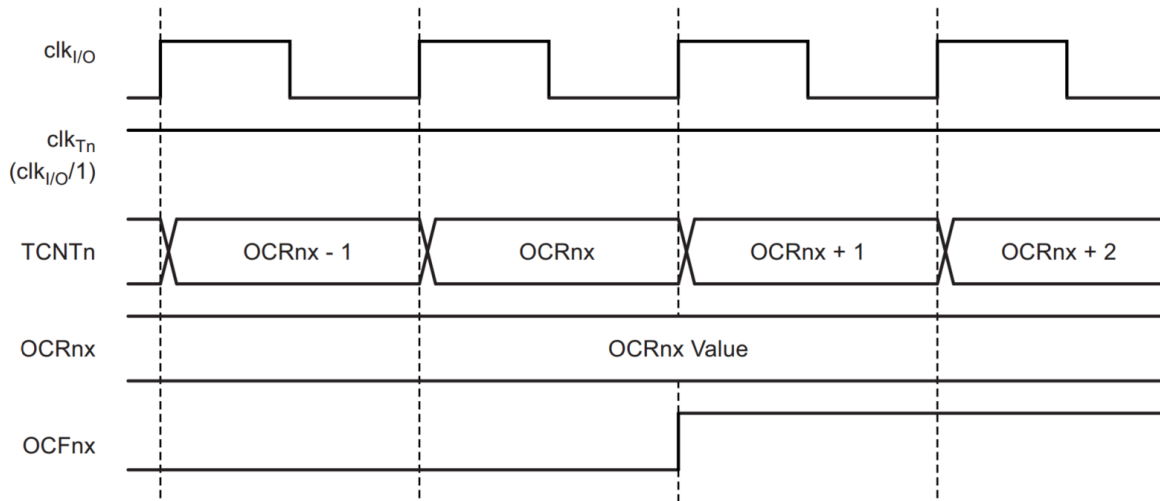 clkI/O
clkTn
(clkI/O/1)
TCNTn
OCRnx - 1
OCRnx
OCRnx + 1
OCRnx + 2
OCRnx
OCRnx Value
OCFnx